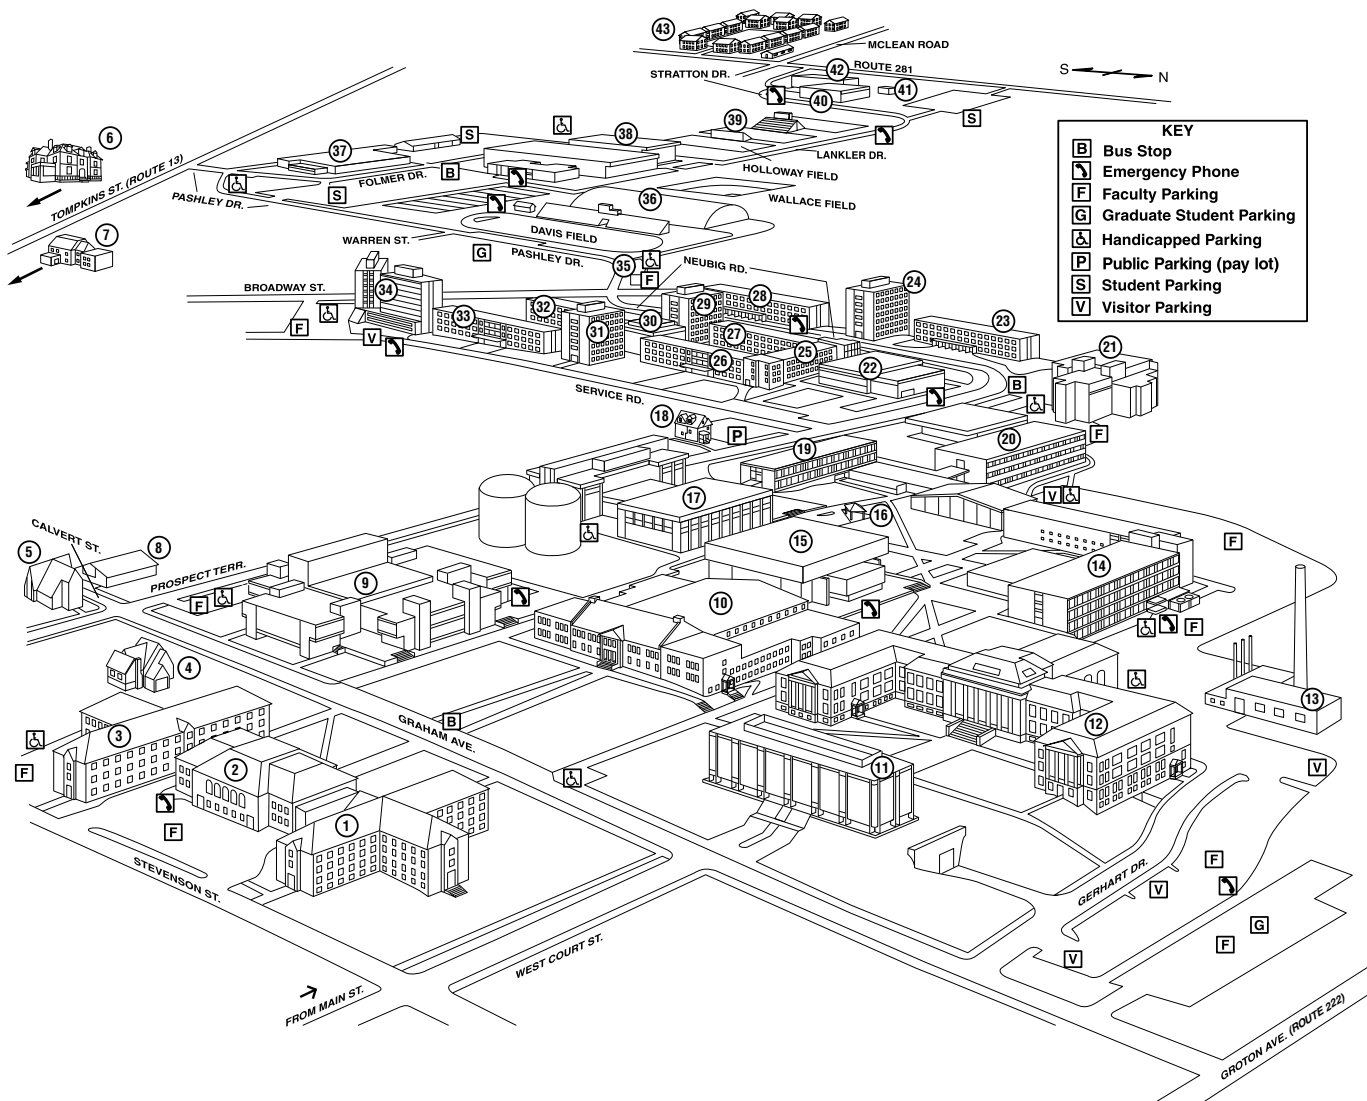 43
MCLEAN ROAD
STRATTON DR.
42
ROUTE 281
S N
40
41
S
KEY
B Bus Stop
Emergency Phone
F Faculty Parking
G Graduate Student Parking
Handicapped Parking
P Public Parking (pay lot)
S Student Parking
V Visitor Parking
39
38
S
6
37
LANKLER DR.
HOLLOWAY FIELD
B
FOLMER DR.
S
TOMPKINS ST. (ROUTE 13)
PASHLEY DR.
36
WALLACE FIELD
7
DAVIS FIELD
WARREN ST.
G
PASHLEY DR.
35
NEUBIG RD.
F
24
BROADWAY ST.
34
28
29
32
33
30
31
F
V
27
23
26
25
22
21
B
SERVICE RD.
18
P
F
20
19
17
V
16
CALVERT ST.
5
8
15
F
PROSPECT TERR.
9
14
F
10
F
4
13
B
GRAHAM AVE.
12
3
F
2
11
V
F
1
F
STEVENSON ST.
GERHART DR.
V
G
F
WEST COURT ST.
V
FROM MAIN ST.
GROTON AVE. (ROUTE 222)